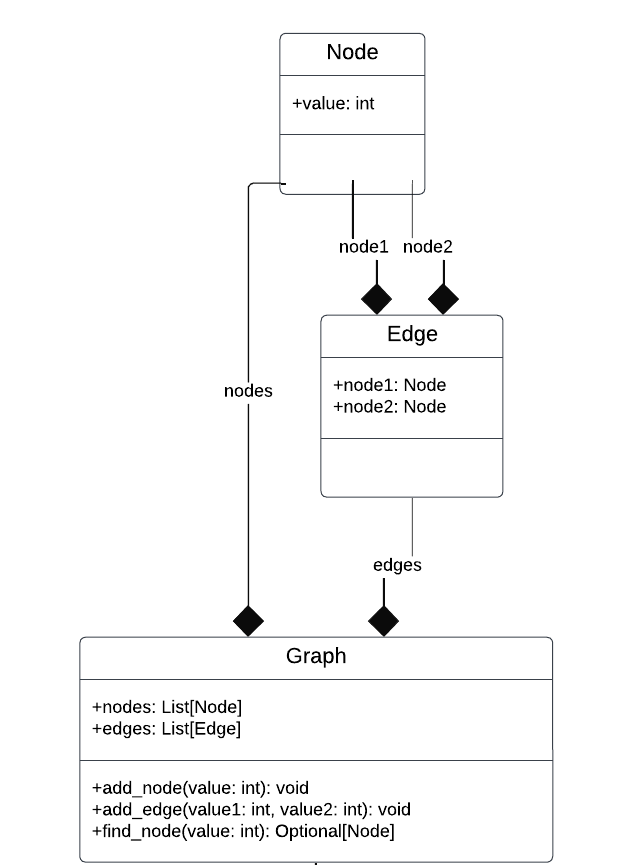 Node
+value: int
node1
node2
Edge
+node1: Node
+node2: Node
nodes
edges
Graph
+nodes: List[Node]
+edges: List[Edge]
+add_node(value: int): void
+add_edge(value1: int, value2: int): void
+find_node(value: int): Optional[Node]